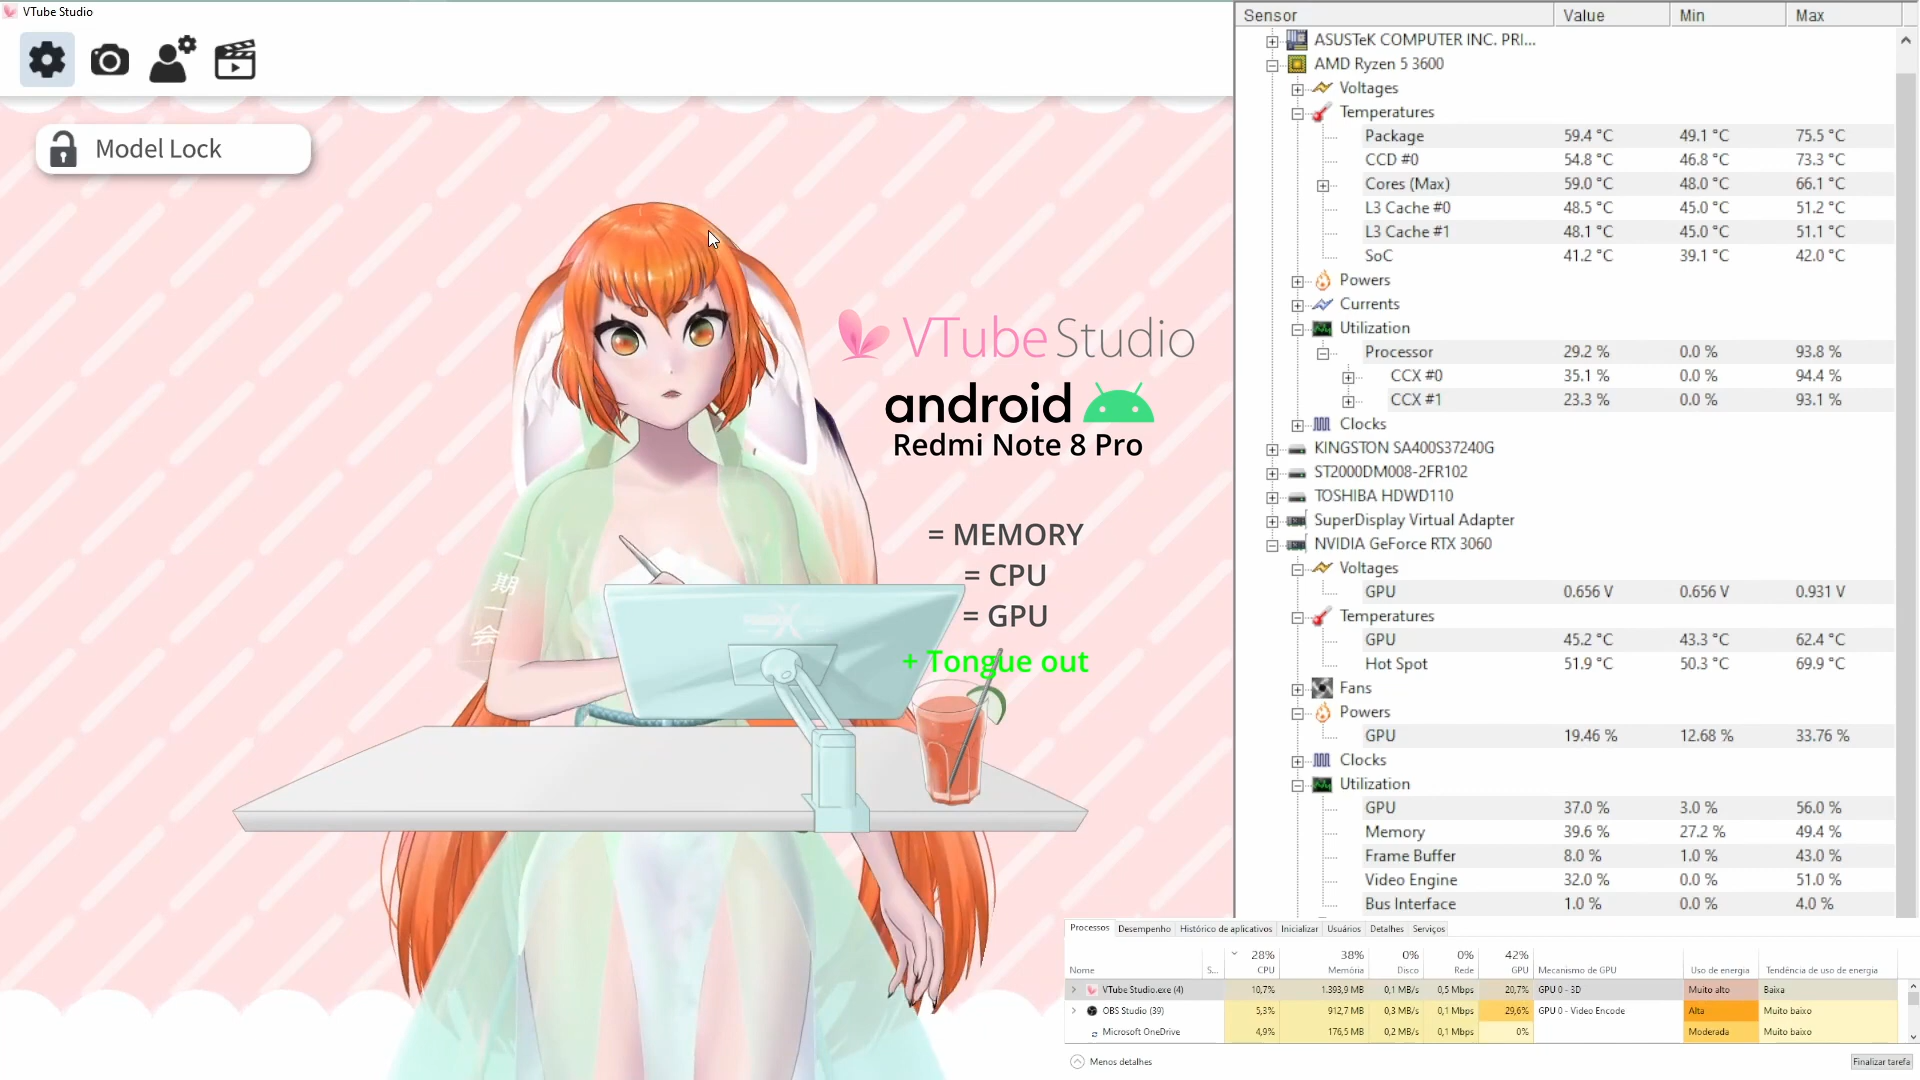 VTube Studio
Model Lock
VTube Studio
android
Redmi Note 8 Pro
= MEMORY
= CPU
= GPU
+ Tongue out
一
期
一
会
Sensor Value Min Max
ASUSTeK COMPUTER INC. PRI...
AMD Ryzen 5 3600
Voltages
Temperatures
Package 59.4 °C 49.1 °C 75.5 °C
CCD #0 54.8 °C 46.8 °C 73.3 °C
Cores (Max) 59.0 °C 48.0 °C 66.1 °C
L3 Cache #0 48.5 °C 45.0 °C 51.2 °C
L3 Cache #1 48.1 °C 45.0 °C 51.1 °C
SoC 41.2 °C 39.1 °C 42.0 °C
Powers
Currents
Utilization
Processor 29.2 % 0.0 % 93.8 %
CCX #0 35.1 % 0.0 % 94.4 %
CCX #1 23.3 % 0.0 % 93.1 %
Clocks
KINGSTON SA400S37240G
ST2000DM008-2FR102
TOSHIBA HDWD110
SuperDisplay Virtual Adapter
NVIDIA GeForce RTX 3060
Voltages
GPU 0.656 V 0.656 V 0.931 V
Temperatures
GPU 45.2 °C 43.3 °C 62.4 °C
Hot Spot 51.9 °C 50.3 °C 69.9 °C
Fans
Powers
GPU 19.46 % 12.68 % 33.76 %
Clocks
Utilization
GPU 37.0 % 3.0 % 56.0 %
Memory 39.6 % 27.2 % 49.4 %
Frame Buffer 8.0 % 1.0 % 43.0 %
Video Engine 32.0 % 0.0 % 51.0 %
Bus Interface 1.0 % 0.0 % 4.0 %
Processos Desempenho Histórico de aplicativos Inicializar Usuários Detalhes Serviços
28% 38% 0% 0% 42%
Nome S... CPU Memória Disco Rede GPU Mecanismo de GPU Uso de energia Tendência de uso de energia
VTube Studio.exe (4) 10,7% 1.393,9 MB 0,1 MB/s 0,5 Mbps 20,7% GPU 0 - 3D Muito alto Baixa
OBS Studio (39) 5,3% 912,7 MB 0,3 MB/s 0,1 Mbps 29,6% GPU 0 - Video Encode Alta Muito baixo
Microsoft OneDrive 4,9% 176,5 MB 0,2 MB/s 0,1 Mbps 0% Moderada Muito baixo
Menos detalhes Finalizar tarefa